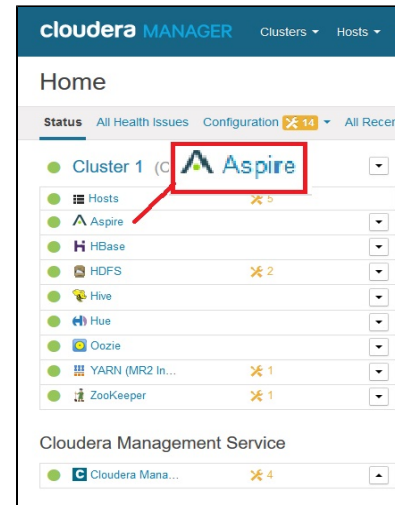 cloudera MANAGER Clusters Hosts
Home
Status All Health Issues Configuration 14 All Recer
Cluster 1 (C Aspire
Hosts 5
Aspire
HBase
HDFS 2
Hive
Hue
Oozie
YARN (MR2 In... 1
ZooKeeper 1
Cloudera Management Service
C Cloudera Mana... 4